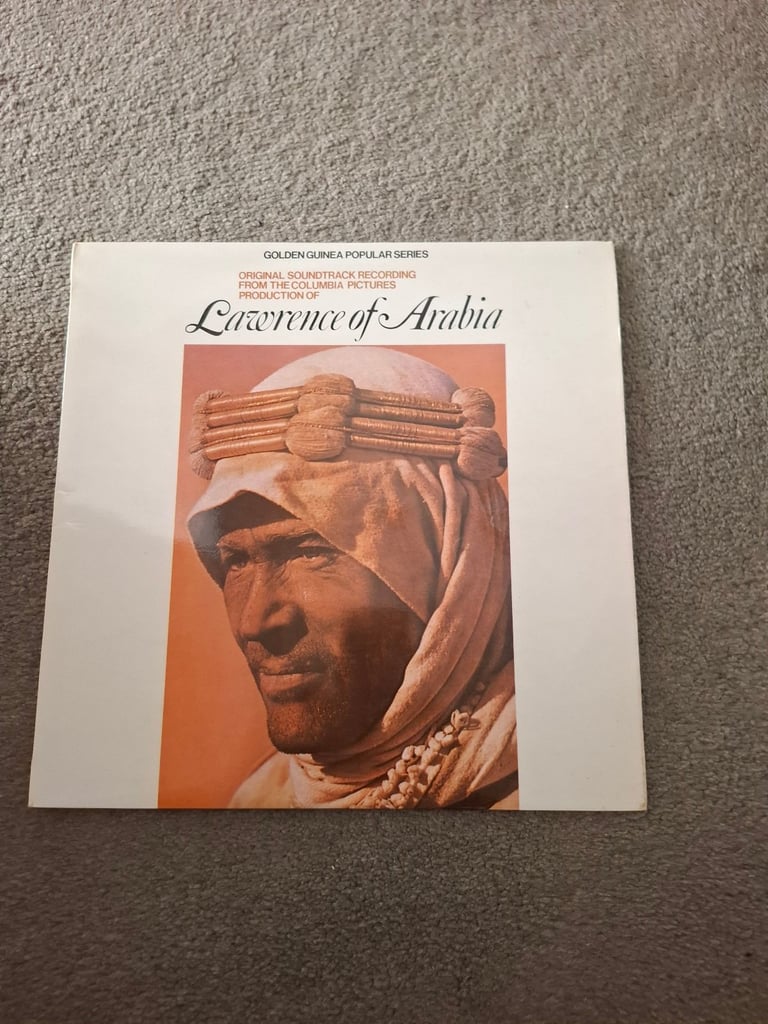 GOLDEN GUINEA POPULAR SERIES
ORIGINAL SOUNDTRACK RECORDING
FROM THE COLUMBIA PICTURES
PRODUCTION OF
Lawrence of Arabia